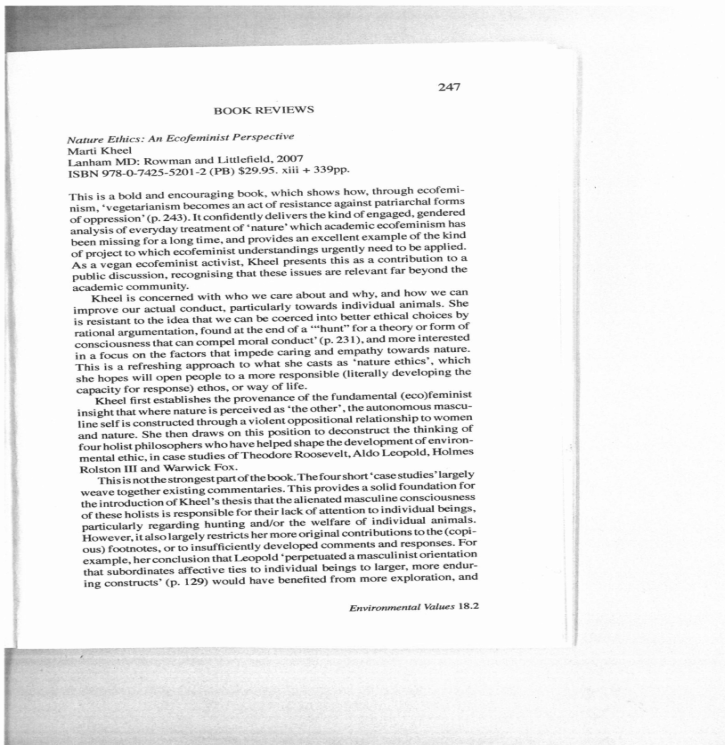 247
BOOK REVIEWS
Nature Ethics: An Ecofeminist Perspective
Marti Kheel
Lanham MD: Rowman and Littlefield, 2007
ISBN 978-0-7425-5201-2 (PB) $29.95. xiii + 339pp.
This is a bold and encouraging book, which shows how, through ecofemi-
nism, ‘vegetarianism becomes an act of resistance against patriarchal forms
of oppression’ (p. 243). It confidently delivers the kind of engaged, gendered
analysis of everyday treatment of ‘nature’ which academic ecofeminism has
been missing for a long time, and provides an excellent example of the kind
of project to which ecofeminist understandings urgently need to be applied.
As a vegan ecofeminist activist, Kheel presents this as a contribution to a
public discussion, recognising that these issues are relevant far beyond the
academic community.
Kheel is concerned with who we care about and why, and how we can
improve our actual conduct, particularly towards individual animals. She
is resistant to the idea that we can be coerced into better ethical choices by
rational argumentation, found at the end of a ‘“hunt” for a theory or form of
consciousness that can compel moral conduct’ (p. 231), and more interested
in a focus on the factors that impede caring and empathy towards nature.
This is a refreshing approach to what she casts as ‘nature ethics’, which
she hopes will open people to a more responsible (literally developing the
capacity for response) ethos, or way of life.
Kheel first establishes the provenance of the fundamental (eco)feminist
insight that where nature is perceived as ‘the other’, the autonomous mascu-
line self is constructed through a violent oppositional relationship to women
and nature. She then draws on this position to deconstruct the thinking of
four holist philosophers who have helped shape the development of environ-
mental ethic, in case studies of Theodore Roosevelt, Aldo Leopold, Holmes
Rolston III and Warwick Fox.
This is not the strongest part of the book. The four short ‘case studies’ largely
weave together existing commentaries. This provides a solid foundation for
the introduction of Kheel’s thesis that the alienated masculine consciousness
of these holists is responsible for their lack of attention to individual beings,
particularly regarding hunting and/or the welfare of individual animals.
However, it also largely restricts her more original contributions to the (copi-
ous) footnotes, or to insufficiently developed comments and responses. For
example, her conclusion that Leopold ‘perpetuated a masculinist orientation
that subordinates affective ties to individual beings to larger, more endur-
ing constructs’ (p. 129) would have benefited from more exploration, and
Environmental Values 18.2